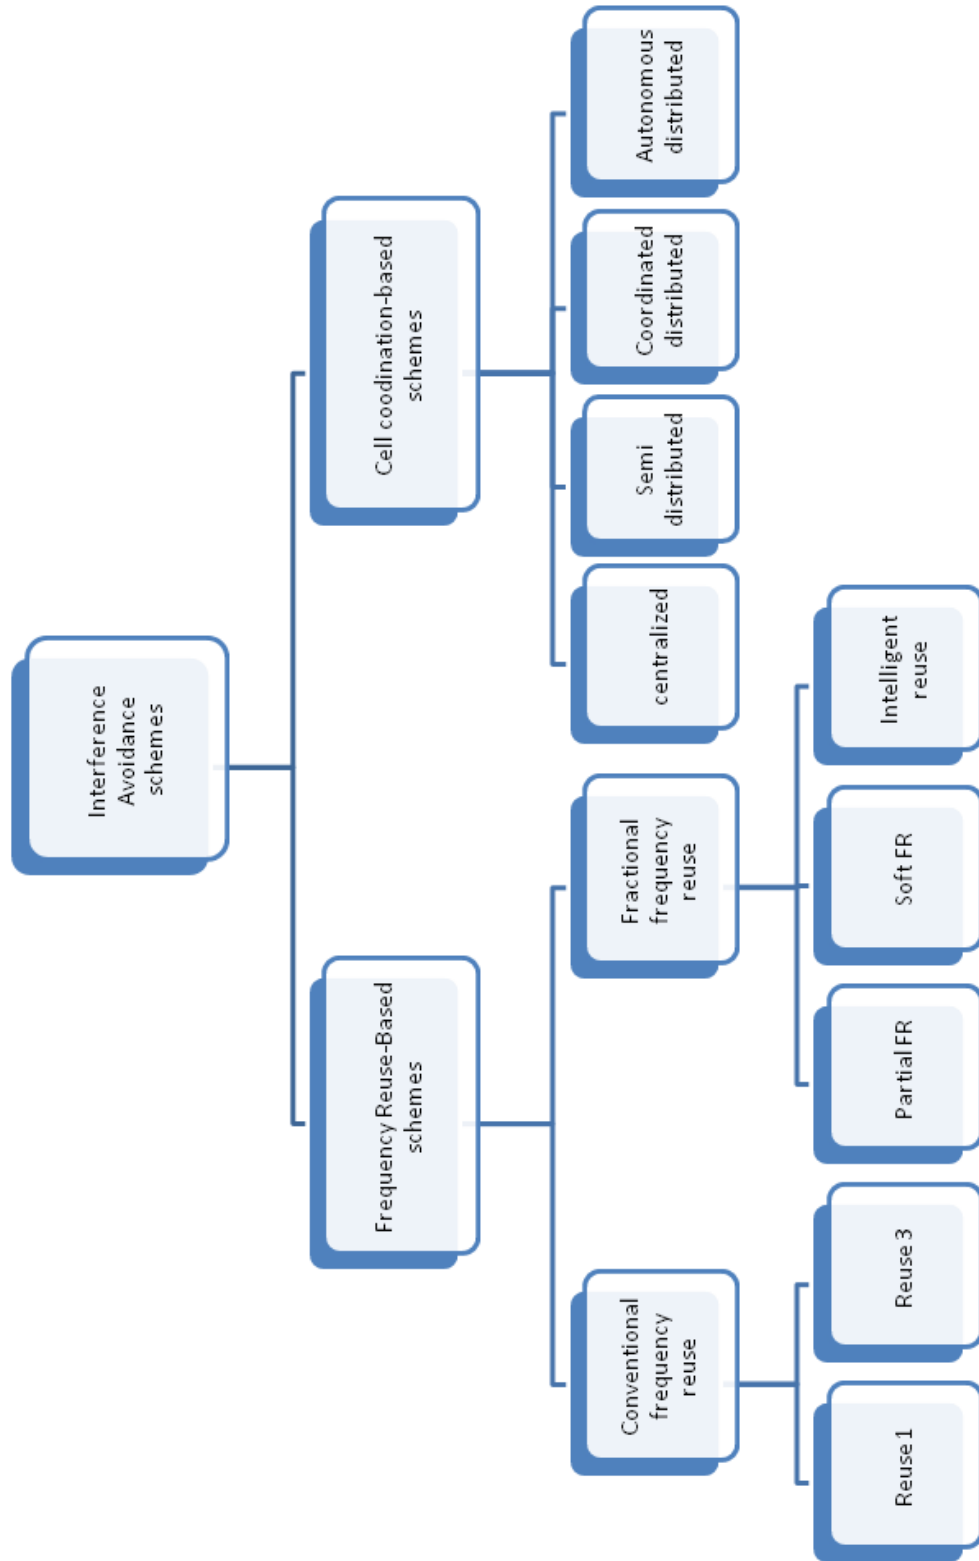 Interference
Avoidance
schemes
Frequency Reuse-Based
schemes
Cell coodination-based
schemes
Conventional
frequency
reuse
Fractional
frequency
reuse
centralized
Semi
distributed
Coordinated
distributed
Autonomous
distributed
Reuse 1
Reuse 3
Partial FR
Soft FR
Intelligent
reuse